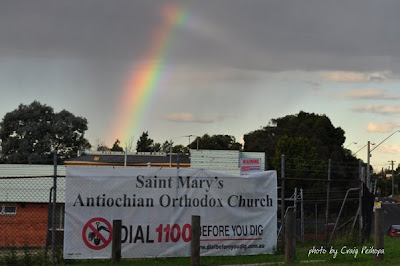 Saint Mary's
Antiochian Orthodox Church
DIAL 1100 BEFORE YOU DIG
www.dialbeforeyoudig.com.au
photo by Craig Peihopa